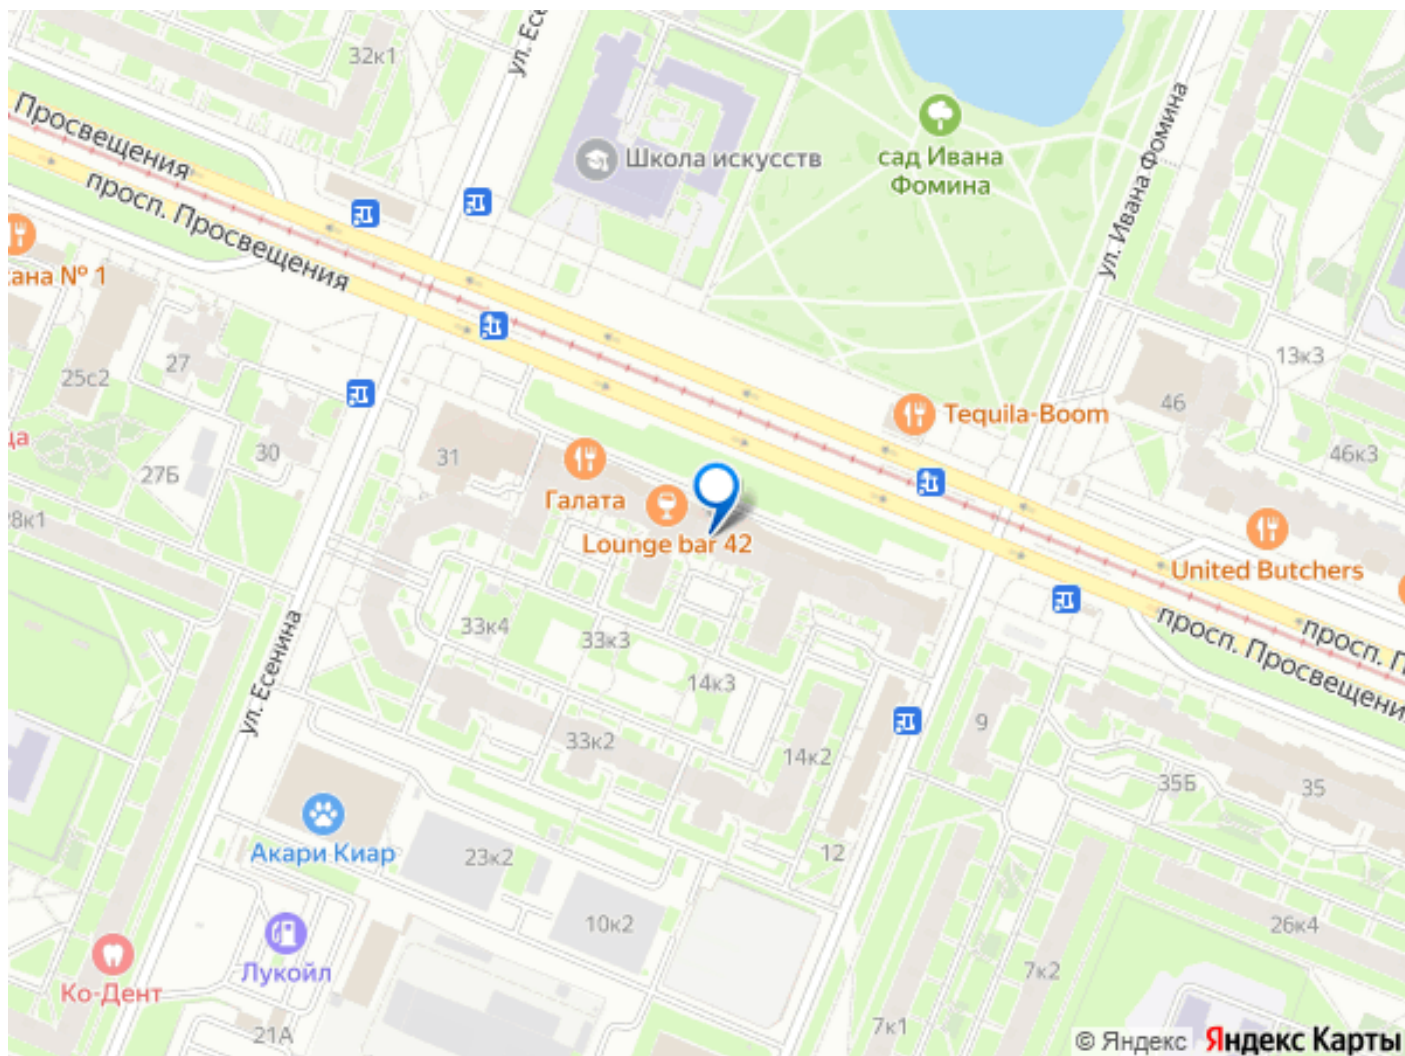 32к1
ул. Ес
Просвещения
просп. Просвещения
Школа искусств
сад Ивана
Фомина
ул. Ивана Фомина
кана № 1
27
25с2
13к3
46
Tequila-Boom
46к3
ца
30
27Б
31
Галата
28к1
Lounge bar 42
United Butchers
33к4
33к3
просп. П
просп. Просвещени
ул. Есенина
14к3
9
33к2
14к2
35Б
35
Акари Киар
23к2
12
10к2
26к4
Лукойл
7к2
Ко-Дент
21А
7к1
© Яндекс Яндекс Карты